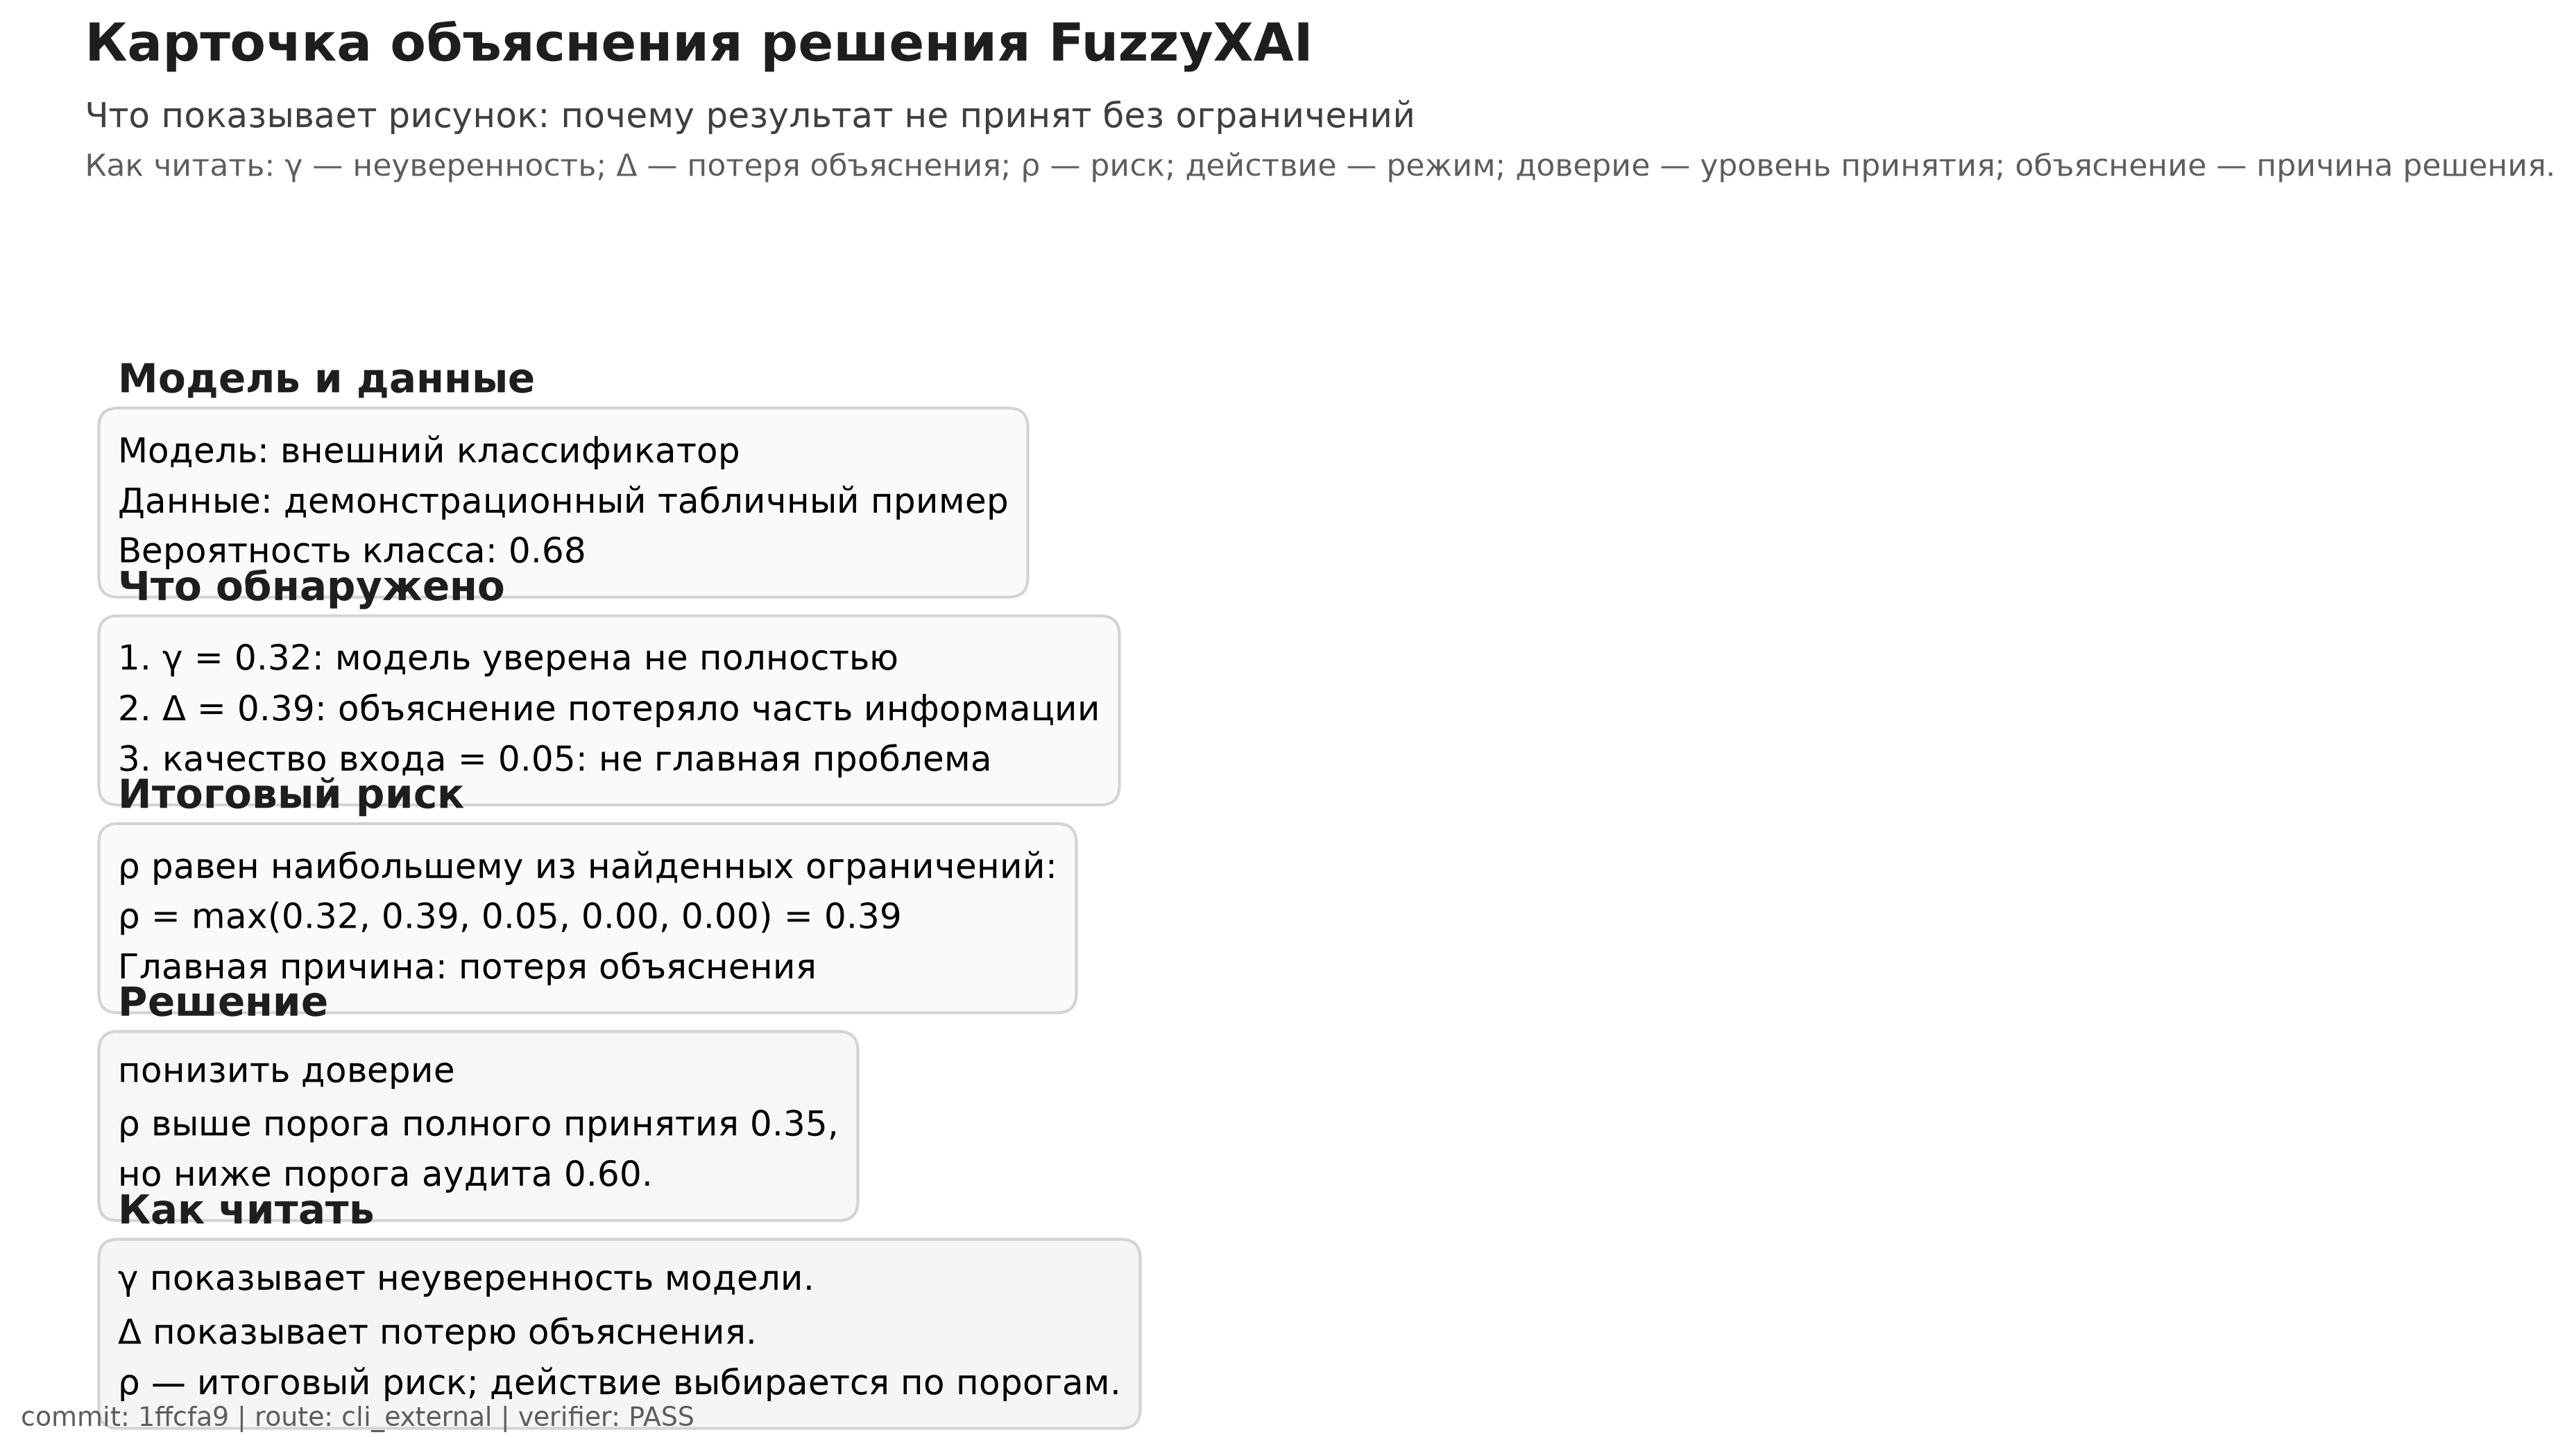 Карточка объяснения решения FuzzyXAI
Что показывает рисунок: почему результат не принят без ограничений
Как читать: γ — неуверенность; Δ — потеря объяснения; ρ — риск; действие — режим; доверие — уровень принятия; объяснение — причина решения.
Модель и данные
Модель: внешний классификатор
Данные: демонстрационный табличный пример
Вероятность класса: 0.68
Что обнаружено
1. γ = 0.32: модель уверена не полностью
2. Δ = 0.39: объяснение потеряло часть информации
3. качество входа = 0.05: не главная проблема
Итоговый риск
ρ равен наибольшему из найденных ограничений:
ρ = max(0.32, 0.39, 0.05, 0.00, 0.00) = 0.39
Главная причина: потеря объяснения
Решение
понизить доверие
ρ выше порога полного принятия 0.35,
но ниже порога аудита 0.60.
Как читать
γ показывает неуверенность модели.
Δ показывает потерю объяснения.
ρ — итоговый риск; действие выбирается по порогам.
commit: 1ffcfa9 | route: cli_external | verifier: PASS